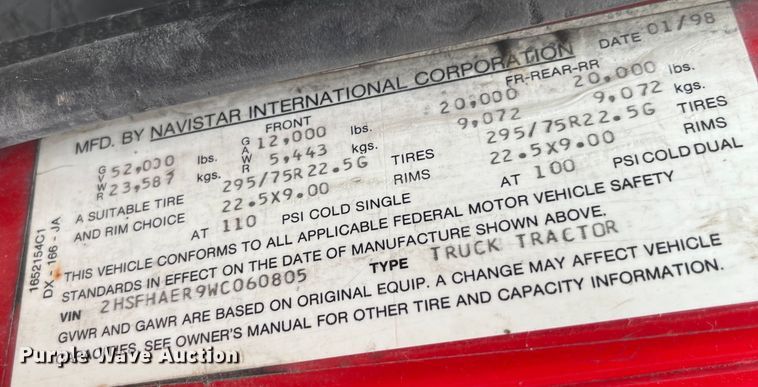 MFD. BY NAVISTAR INTERNATIONAL CORPORATION DATE 01/98
FRONT FR-REAR-RR
GVWR 52,000 lbs. GAWR 12,000 lbs. 20,000 20,000 lbs.
23,587 kgs. 5,443 kgs. 9,072 9,072 kgs.
A SUITABLE TIRE 295/75R22.5G TIRES 295/75R22.5G TIRES
AND RIM CHOICE 22.5X9.00 RIMS 22.5X9.00 RIMS
AT 110 PSI COLD SINGLE AT 100 PSI COLD DUAL
THIS VEHICLE CONFORMS TO ALL APPLICABLE FEDERAL MOTOR VEHICLE SAFETY
STANDARDS IN EFFECT ON THE DATE OF MANUFACTURE SHOWN ABOVE.
VIN 2HSFHAER9WC060805 TYPE TRUCK TRACTOR
GVWR AND GAWR ARE BASED ON ORIGINAL EQUIP. A CHANGE MAY AFFECT VEHICLE
SEE OWNER'S MANUAL FOR OTHER TIRE AND CAPACITY INFORMATION.
1652154C1
DX - 166 - JA
Purple Wave Auction